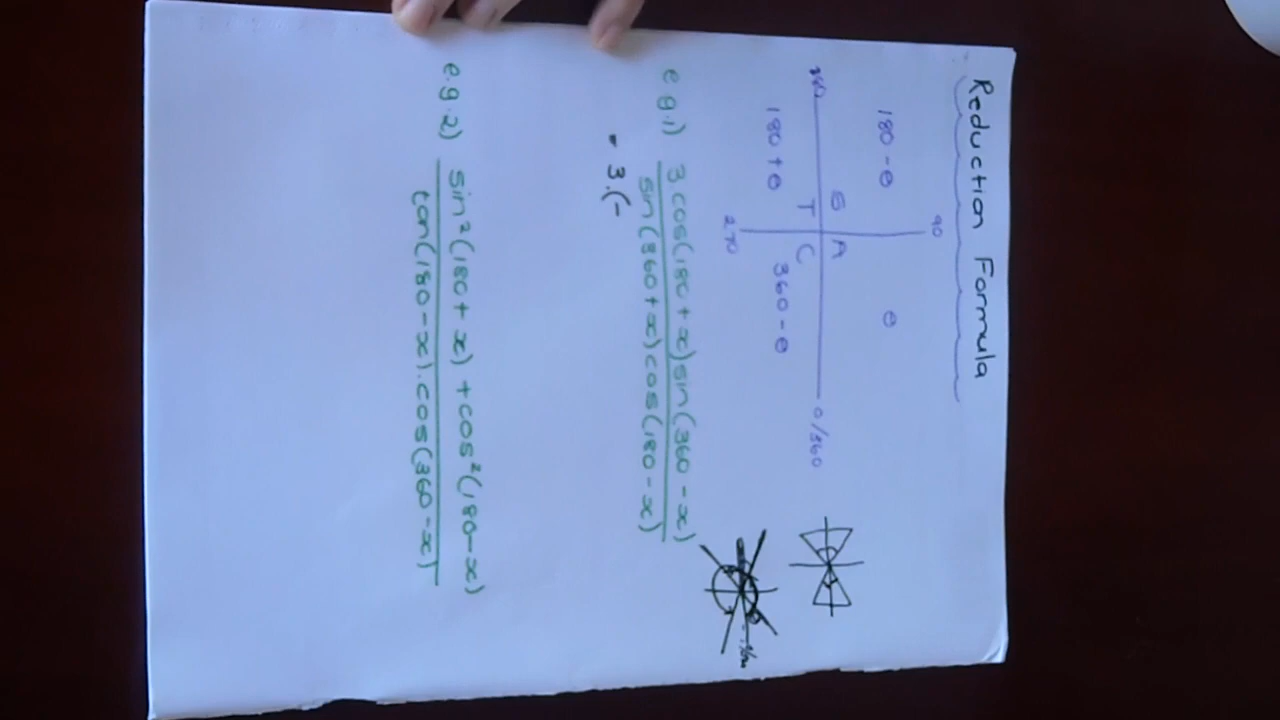 Reduction Formula
90
180-θ
θ
S A
180
0/360
T C
180+θ
360-θ
270
e.g.1) 3.cos(180+x)sin(360-x)
sin(360+x)cos(180-x)
= 3.(-
e.g.2) sin²(180+x)+cos²(180-x)
tan(180-x).cos(360-x)